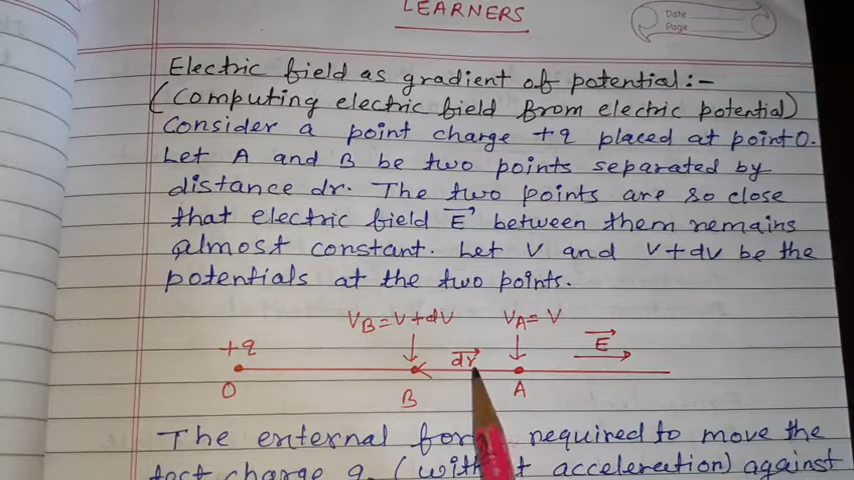 LEARNERS
Date
Page
Electric field as gradient of potential:-
(Computing electric field from electric potential)
Consider a point charge +q placed at point O.
Let A and B be two points separated by
distance dr. The two points are so close
that electric field E⃗ between them remains
almost constant. Let V and V+dV be the
potentials at the two points.
VB=V+dV VA=V
+q dr⃗ E⃗
O B A
The external required to move the
test charge q (without acceleration) against